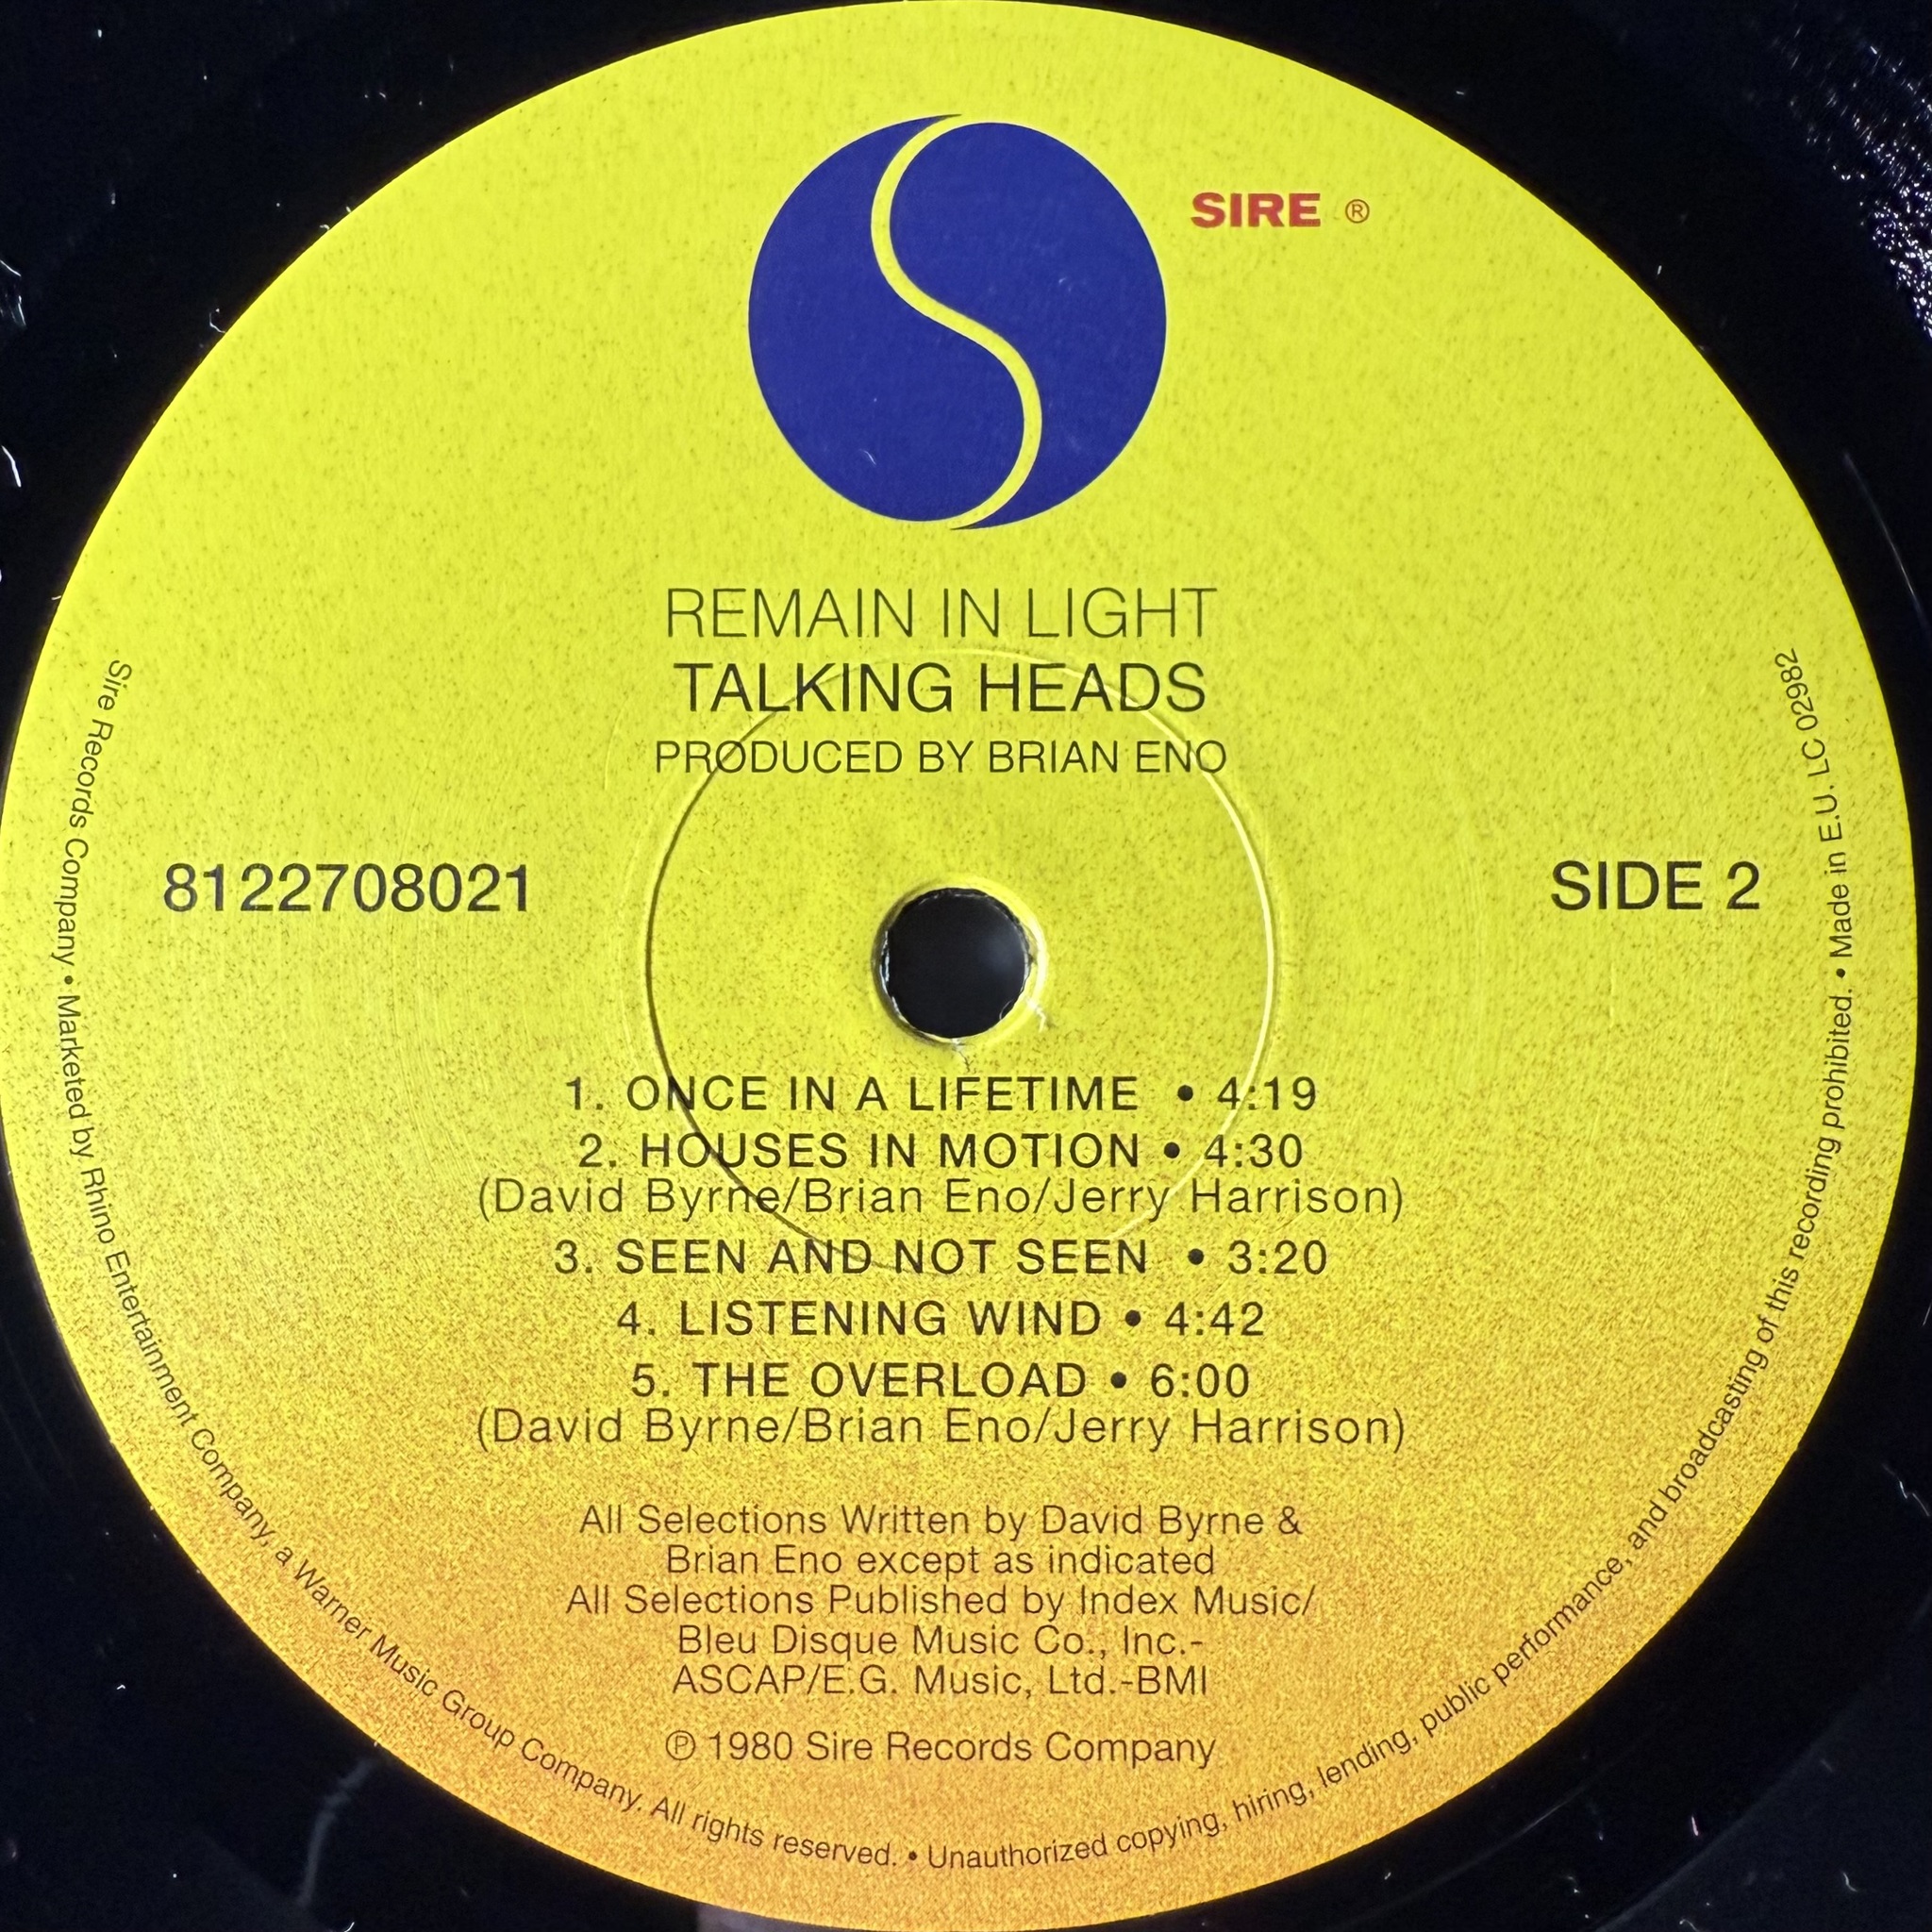 SIRE ®
REMAIN IN LIGHT
TALKING HEADS
PRODUCED BY BRIAN ENO
8122708021
SIDE 2
1. ONCE IN A LIFETIME • 4:19
2. HOUSES IN MOTION • 4:30
(David Byrne/Brian Eno/Jerry Harrison)
3. SEEN AND NOT SEEN • 3:20
4. LISTENING WIND • 4:42
5. THE OVERLOAD • 6:00
(David Byrne/Brian Eno/Jerry Harrison)
All Selections Written by David Byrne &
Brian Eno except as indicated
All Selections Published by Index Music/
Bleu Disque Music Co., Inc.-
ASCAP/E.G. Music, Ltd.-BMI
℗ 1980 Sire Records Company
Sire Records Company • Marketed by Rhino Entertainment Company, a Warner Music Group Company. All rights reserved. • Unauthorized copying, hiring, lending, public performance, and broadcasting of this recording prohibited. • Made in E.U. LC 02982